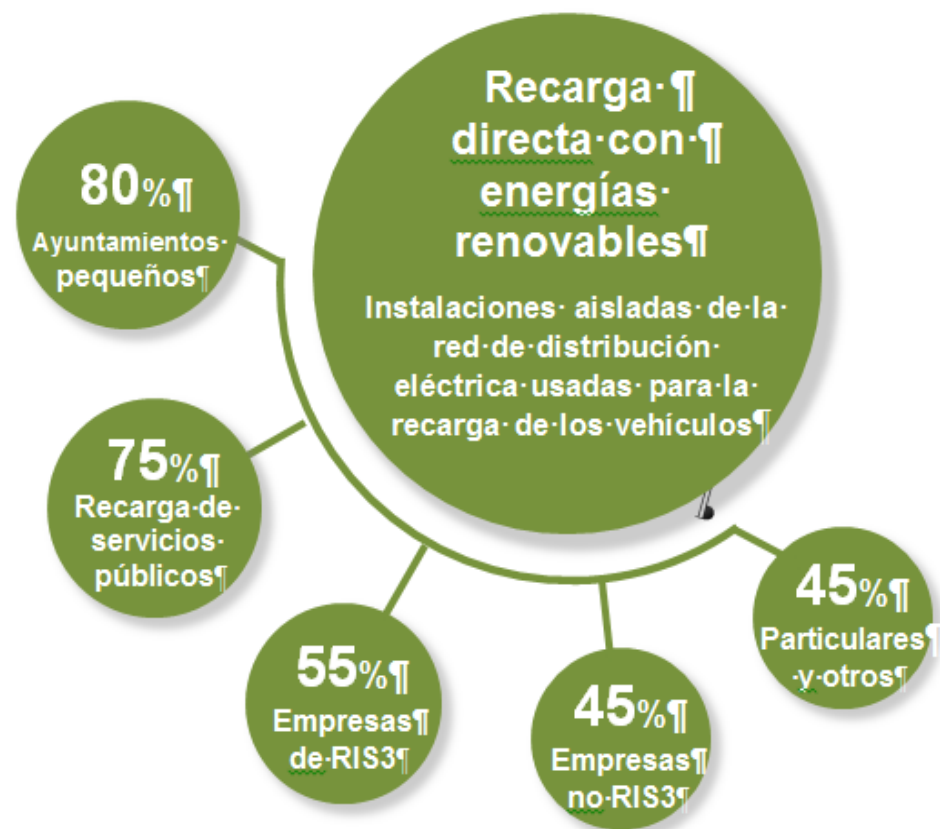 Recarga·¶
directa·con·¶
energías·
renovables¶
Instalaciones·aisladas·de·la·
red·de·distribución·
eléctrica·usadas·para·la·
recarga·de·los·vehículos¶
80%¶
Ayuntamientos·
pequeños¶
75%¶
Recarga·de·
servicios·
públicos¶
55%¶
Empresas¶
de·RIS3¶
45%¶
Empresas¶
no·RIS3¶
45%¶
Particulares¶
·y·otros¶